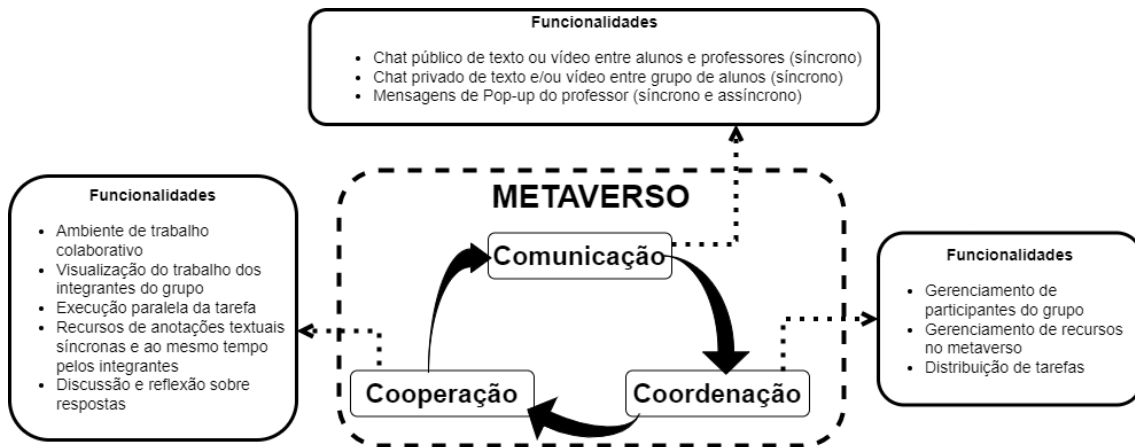 Funcionalidades
• Chat público de texto ou vídeo entre alunos e professores (síncrono)
• Chat privado de texto e/ou vídeo entre grupo de alunos (síncrono)
• Mensagens de Pop-up do professor (síncrono e assíncrono)
Funcionalidades
• Ambiente de trabalho
colaborativo
• Visualização do trabalho dos
integrantes do grupo
• Execução paralela da tarefa
• Recursos de anotações textuais
síncronas e ao mesmo tempo
pelos integrantes
• Discussão e reflexão sobre
respostas
METAVERSO
Comunicação
Cooperação
Coordenação
Funcionalidades
• Gerenciamento de
participantes do grupo
• Gerenciamento de recursos
no metaverso
• Distribuição de tarefas